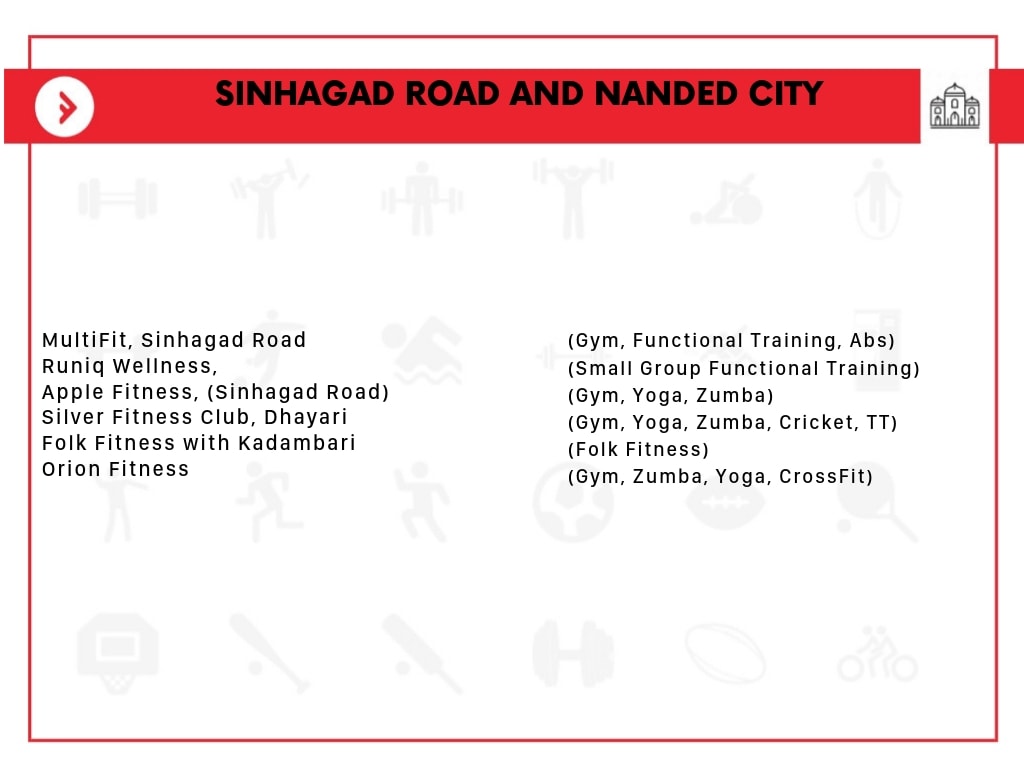 SINHAGAD ROAD AND NANDED CITY
MultiFit, Sinhagad Road
Runiq Wellness,
Apple Fitness, (Sinhagad Road)
Silver Fitness Club, Dhayari
Folk Fitness with Kadambari
Orion Fitness
(Gym, Functional Training, Abs)
(Small Group Functional Training)
(Gym, Yoga, Zumba)
(Gym, Yoga, Zumba, Cricket, TT)
(Folk Fitness)
(Gym, Zumba, Yoga, CrossFit)